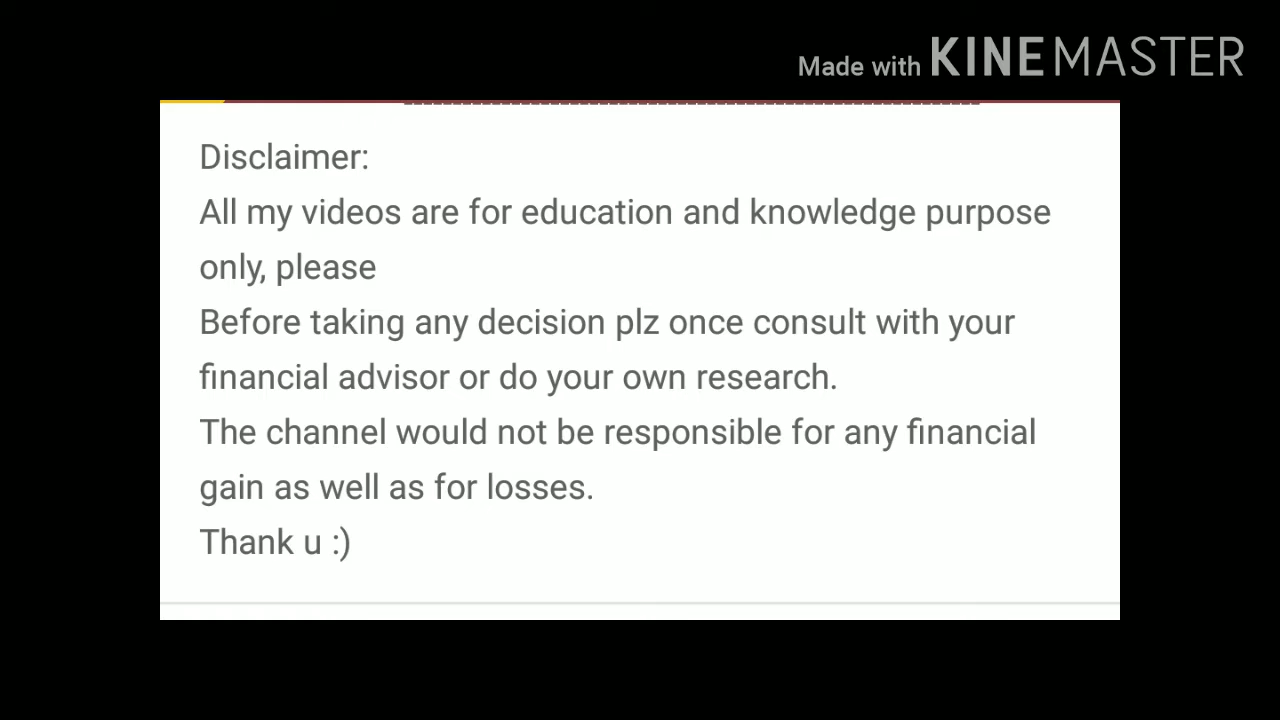 Made with KINEMASTER
Disclaimer:
All my videos are for education and knowledge purpose
only, please
Before taking any decision plz once consult with your
financial advisor or do your own research.
The channel would not be responsible for any financial
gain as well as for losses.
Thank u :)